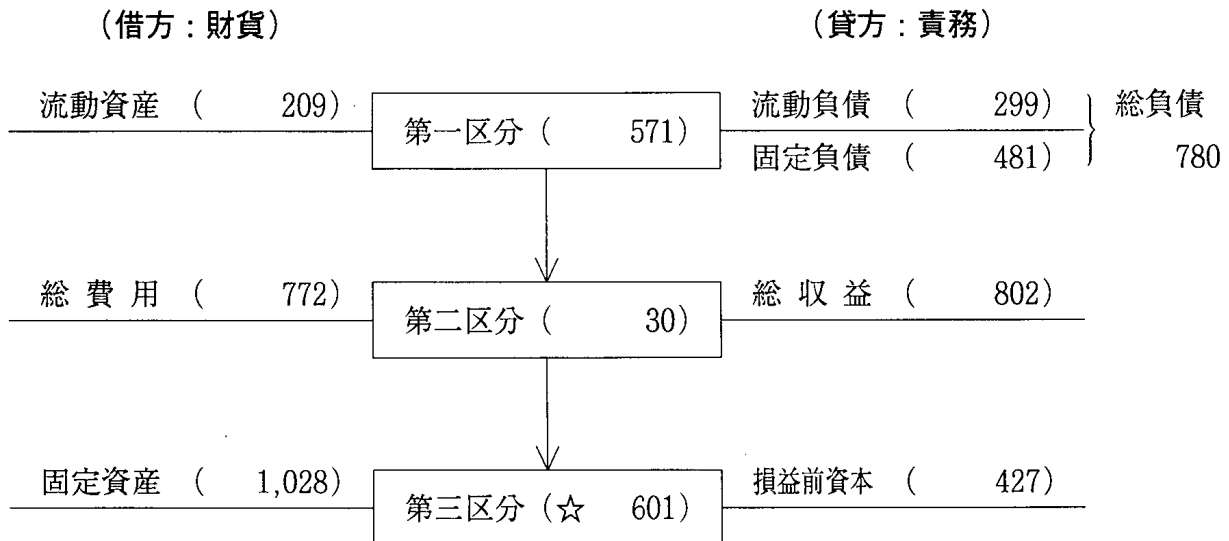 (借方：財貨) (貸方：責務)
流動資産 ( 209) 第一区分 ( 571) 流動負債 ( 299) 総負債
固定負債 ( 481) 780
総費用 ( 772) 第二区分 ( 30) 総収益 ( 802)
固定資産 ( 1,028) 第三区分 (☆ 601) 損益前資本 ( 427)